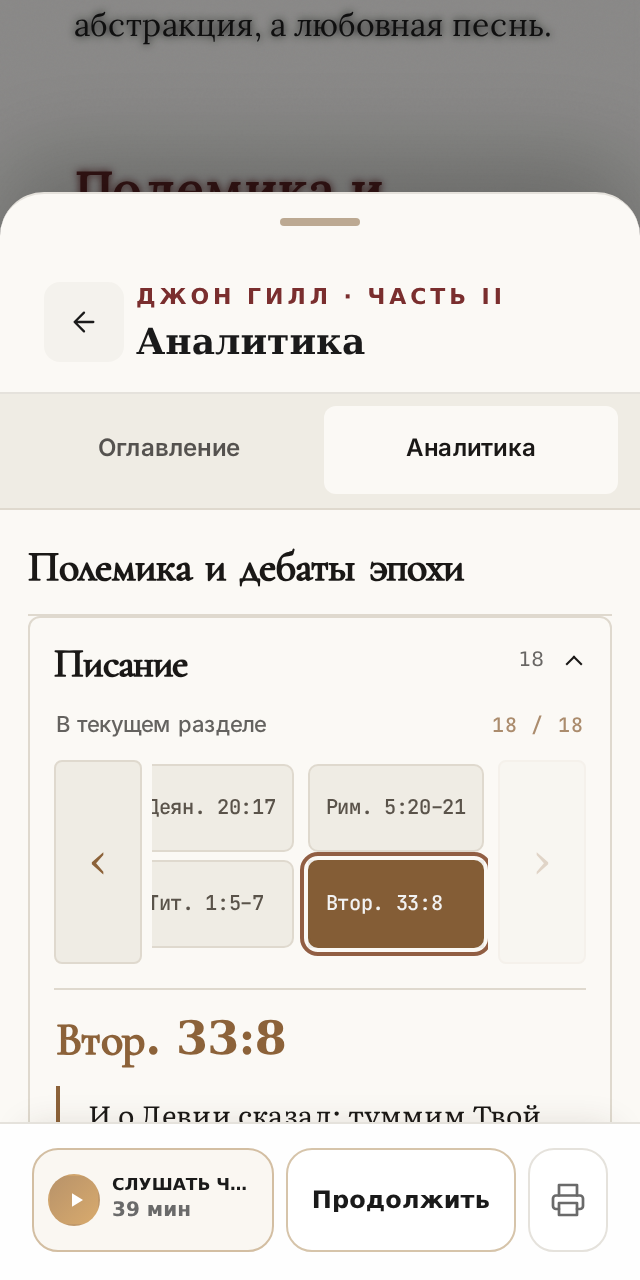 абстракция, а любовная песнь.
Полемика и
ДЖОН ГИЛЛ · ЧАСТЬ II
Аналитика
Оглавление
Аналитика
Полемика и дебаты эпохи
Писание
18
В текущем разделе
18 / 18
Деян. 20:17
Рим. 5:20–21
Тит. 1:5–7
Втор. 33:8
Втор. 33:8
И о Левии сказал: туммим Твой
СЛУШАТЬ Ч...
39 мин
Продолжить